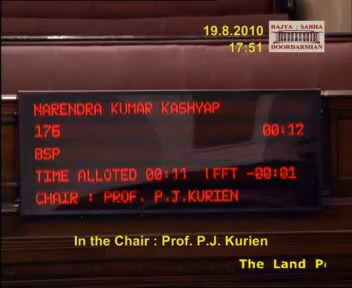 19.8.2010
17:51
RAJYA SABHA
DOORDARSHAN
NARENDRA KUMAR KASHYAP
176 00:12
BSP
TIME ALLOTED 00:11 LFFT -00:01
CHAIR : PROF. P.J.KURIEN
In the Chair : Prof. P.J. Kurien
The Land